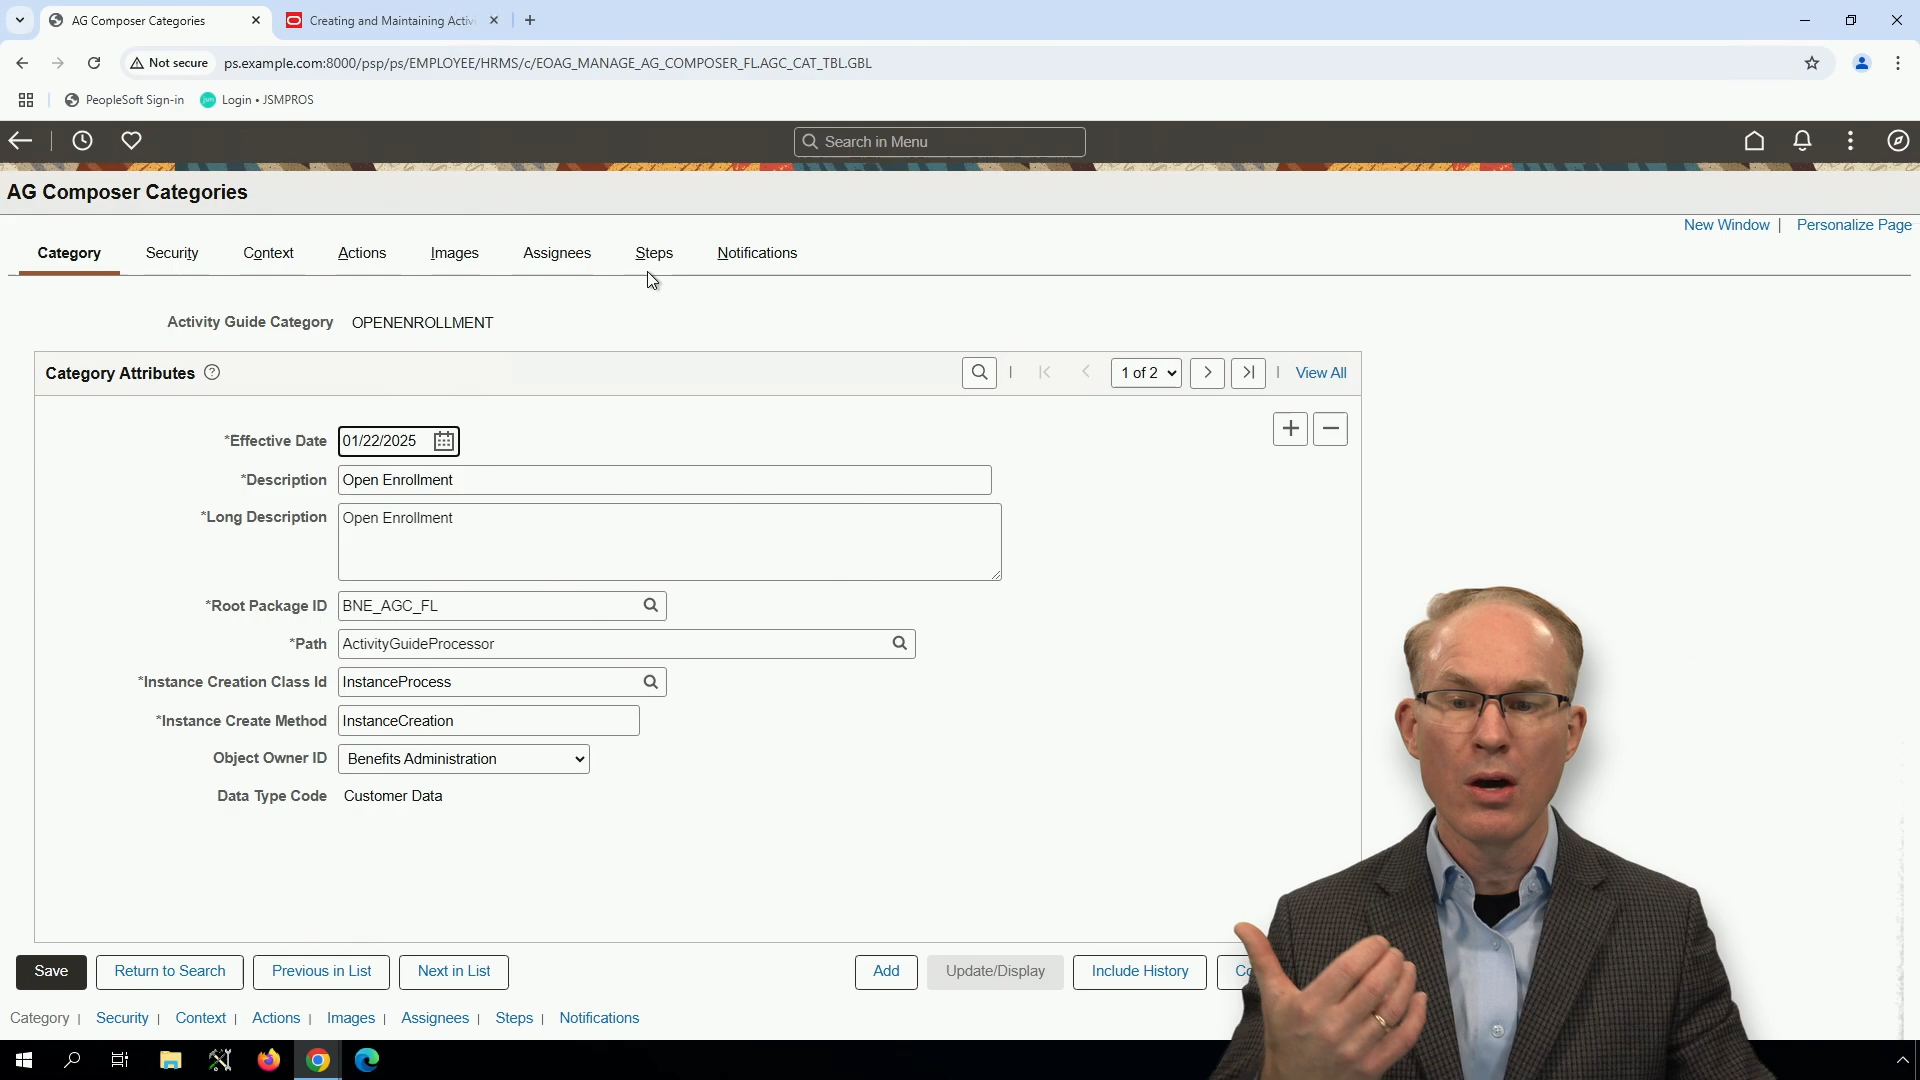 AG Composer Categories
Creating and Maintaining Activ
Not secure
ps.example.com:8000/psp/ps/EMPLOYEE/HRMS/c/EOAG_MANAGE_AG_COMPOSER_FL.AGC_CAT_TBL.GBL
PeopleSoft Sign-in
jsm Login • JSMPROS
Search in Menu
AG Composer Categories
New Window | Personalize Page
Category Security Context Actions Images Assignees Steps Notifications
Activity Guide Category OPENENROLLMENT
Category Attributes ? | 1 of 2 | View All
*Effective Date 01/22/2025
*Description Open Enrollment
*Long Description Open Enrollment
*Root Package ID BNE_AGC_FL
*Path ActivityGuideProcessor
*Instance Creation Class Id InstanceProcess
*Instance Create Method InstanceCreation
Object Owner ID Benefits Administration
Data Type Code Customer Data
Save Return to Search Previous in List Next in List Add Update/Display Include History Co
Category | Security | Context | Actions | Images | Assignees | Steps | Notifications